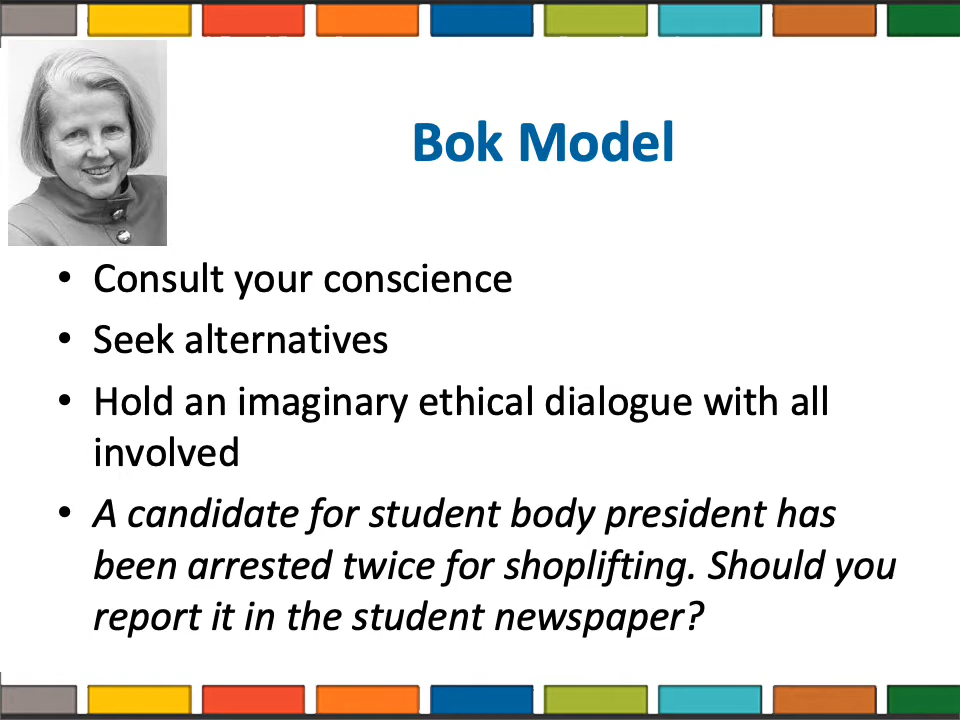 Bok Model
• Consult your conscience
• Seek alternatives
• Hold an imaginary ethical dialogue with all
involved
• A candidate for student body president has
been arrested twice for shoplifting. Should you
report it in the student newspaper?